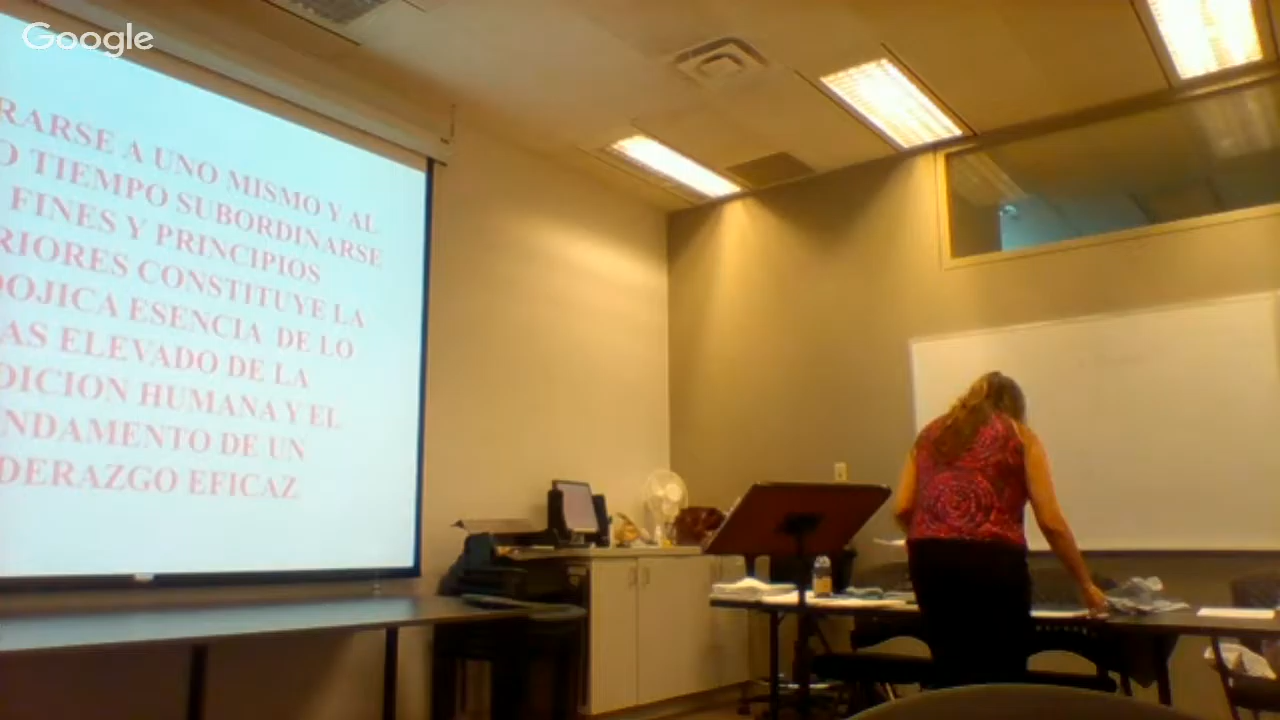 Google
RARSE A UNO MISMO Y AL
O TIEMPO SUBORDINARSE
FINES Y PRINCIPIOS
RIORES CONSTITUYE LA
DOJICA ESENCIA DE LO
AS ELEVADO DE LA
DICION HUMANA Y EL
NDAMENTO DE UN
DERAZGO EFICAZ